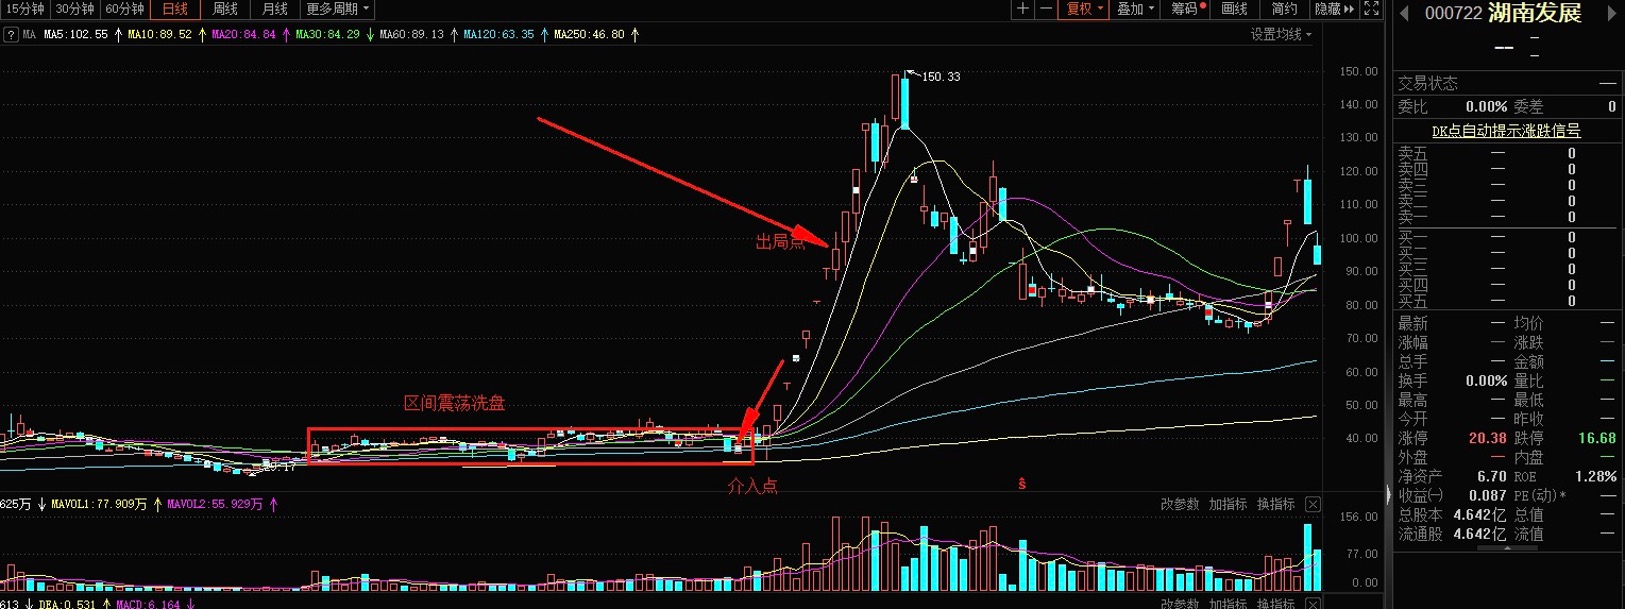 15分钟 30分钟 60分钟 日线 周线 月线 更多周期 复权 叠加 筹码 画线 简约 隐藏
000722 湖南发展
? MA MA5:102.55 MA10:89.52 MA20:84.84 MA30:84.29 MA60:89.13 MA120:63.35 MA250:46.80 设置均线
交易状态 —
委比 0.00% 委差 0
DK点自动提示涨跌信号
卖五 — 0
卖四 — 0
卖三 — 0
卖二 — 0
卖一 — 0
买一 — 0
买二 — 0
买三 — 0
买四 — 0
买五 — 0
最新 — 均价 —
涨幅 — 涨跌 —
总手 — 金额 —
换手 0.00% 量比 —
最高 — 最低 —
今开 — 昨收 —
涨停 20.38 跌停 16.68
外盘 — 内盘 —
净资产 6.70 ROE 1.28%
收益㈠ 0.087 PE(动)* —
总股本 4.642亿 总值 —
流通股 4.642亿 流值 —
150.00
140.00
130.00
120.00
110.00
100.00
90.00
80.00
70.00
60.00
50.00
40.00
150.33
出局点
区间震荡洗盘
29.17
介入点
ŝ
625万 MAVOL1:77.909万 MAVOL2:55.929万 改参数 加指标 换指标
156.00
77.00
0.00
613 DEA:0.531 MACD:6.164 改参数 加指标 换指标